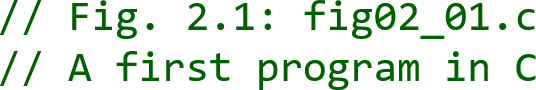 // Fig. 2.1: fig02_01.c
// A first program in C